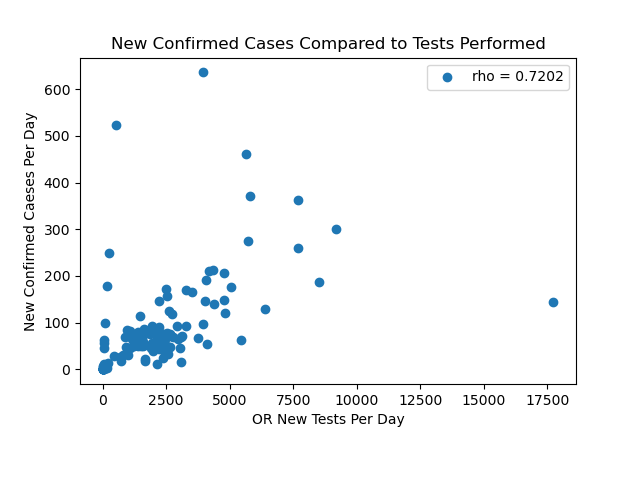 New Confirmed Cases Compared to Tests Performed
rho = 0.7202
600
500
400
300
200
100
0
New Confirmed Caeses Per Day
0 2500 5000 7500 10000 12500 15000 17500
OR New Tests Per Day